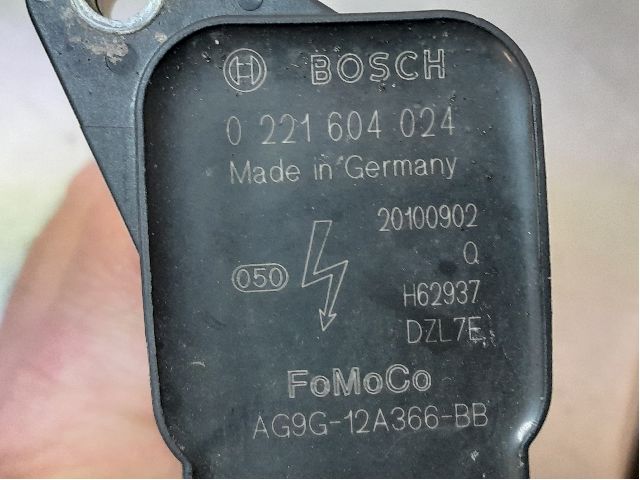 BOSCH
0 221 604 024
Made in Germany
20100902
Q
050
H62937
DZL7E
FoMoCo
AG9G-12A366-BB